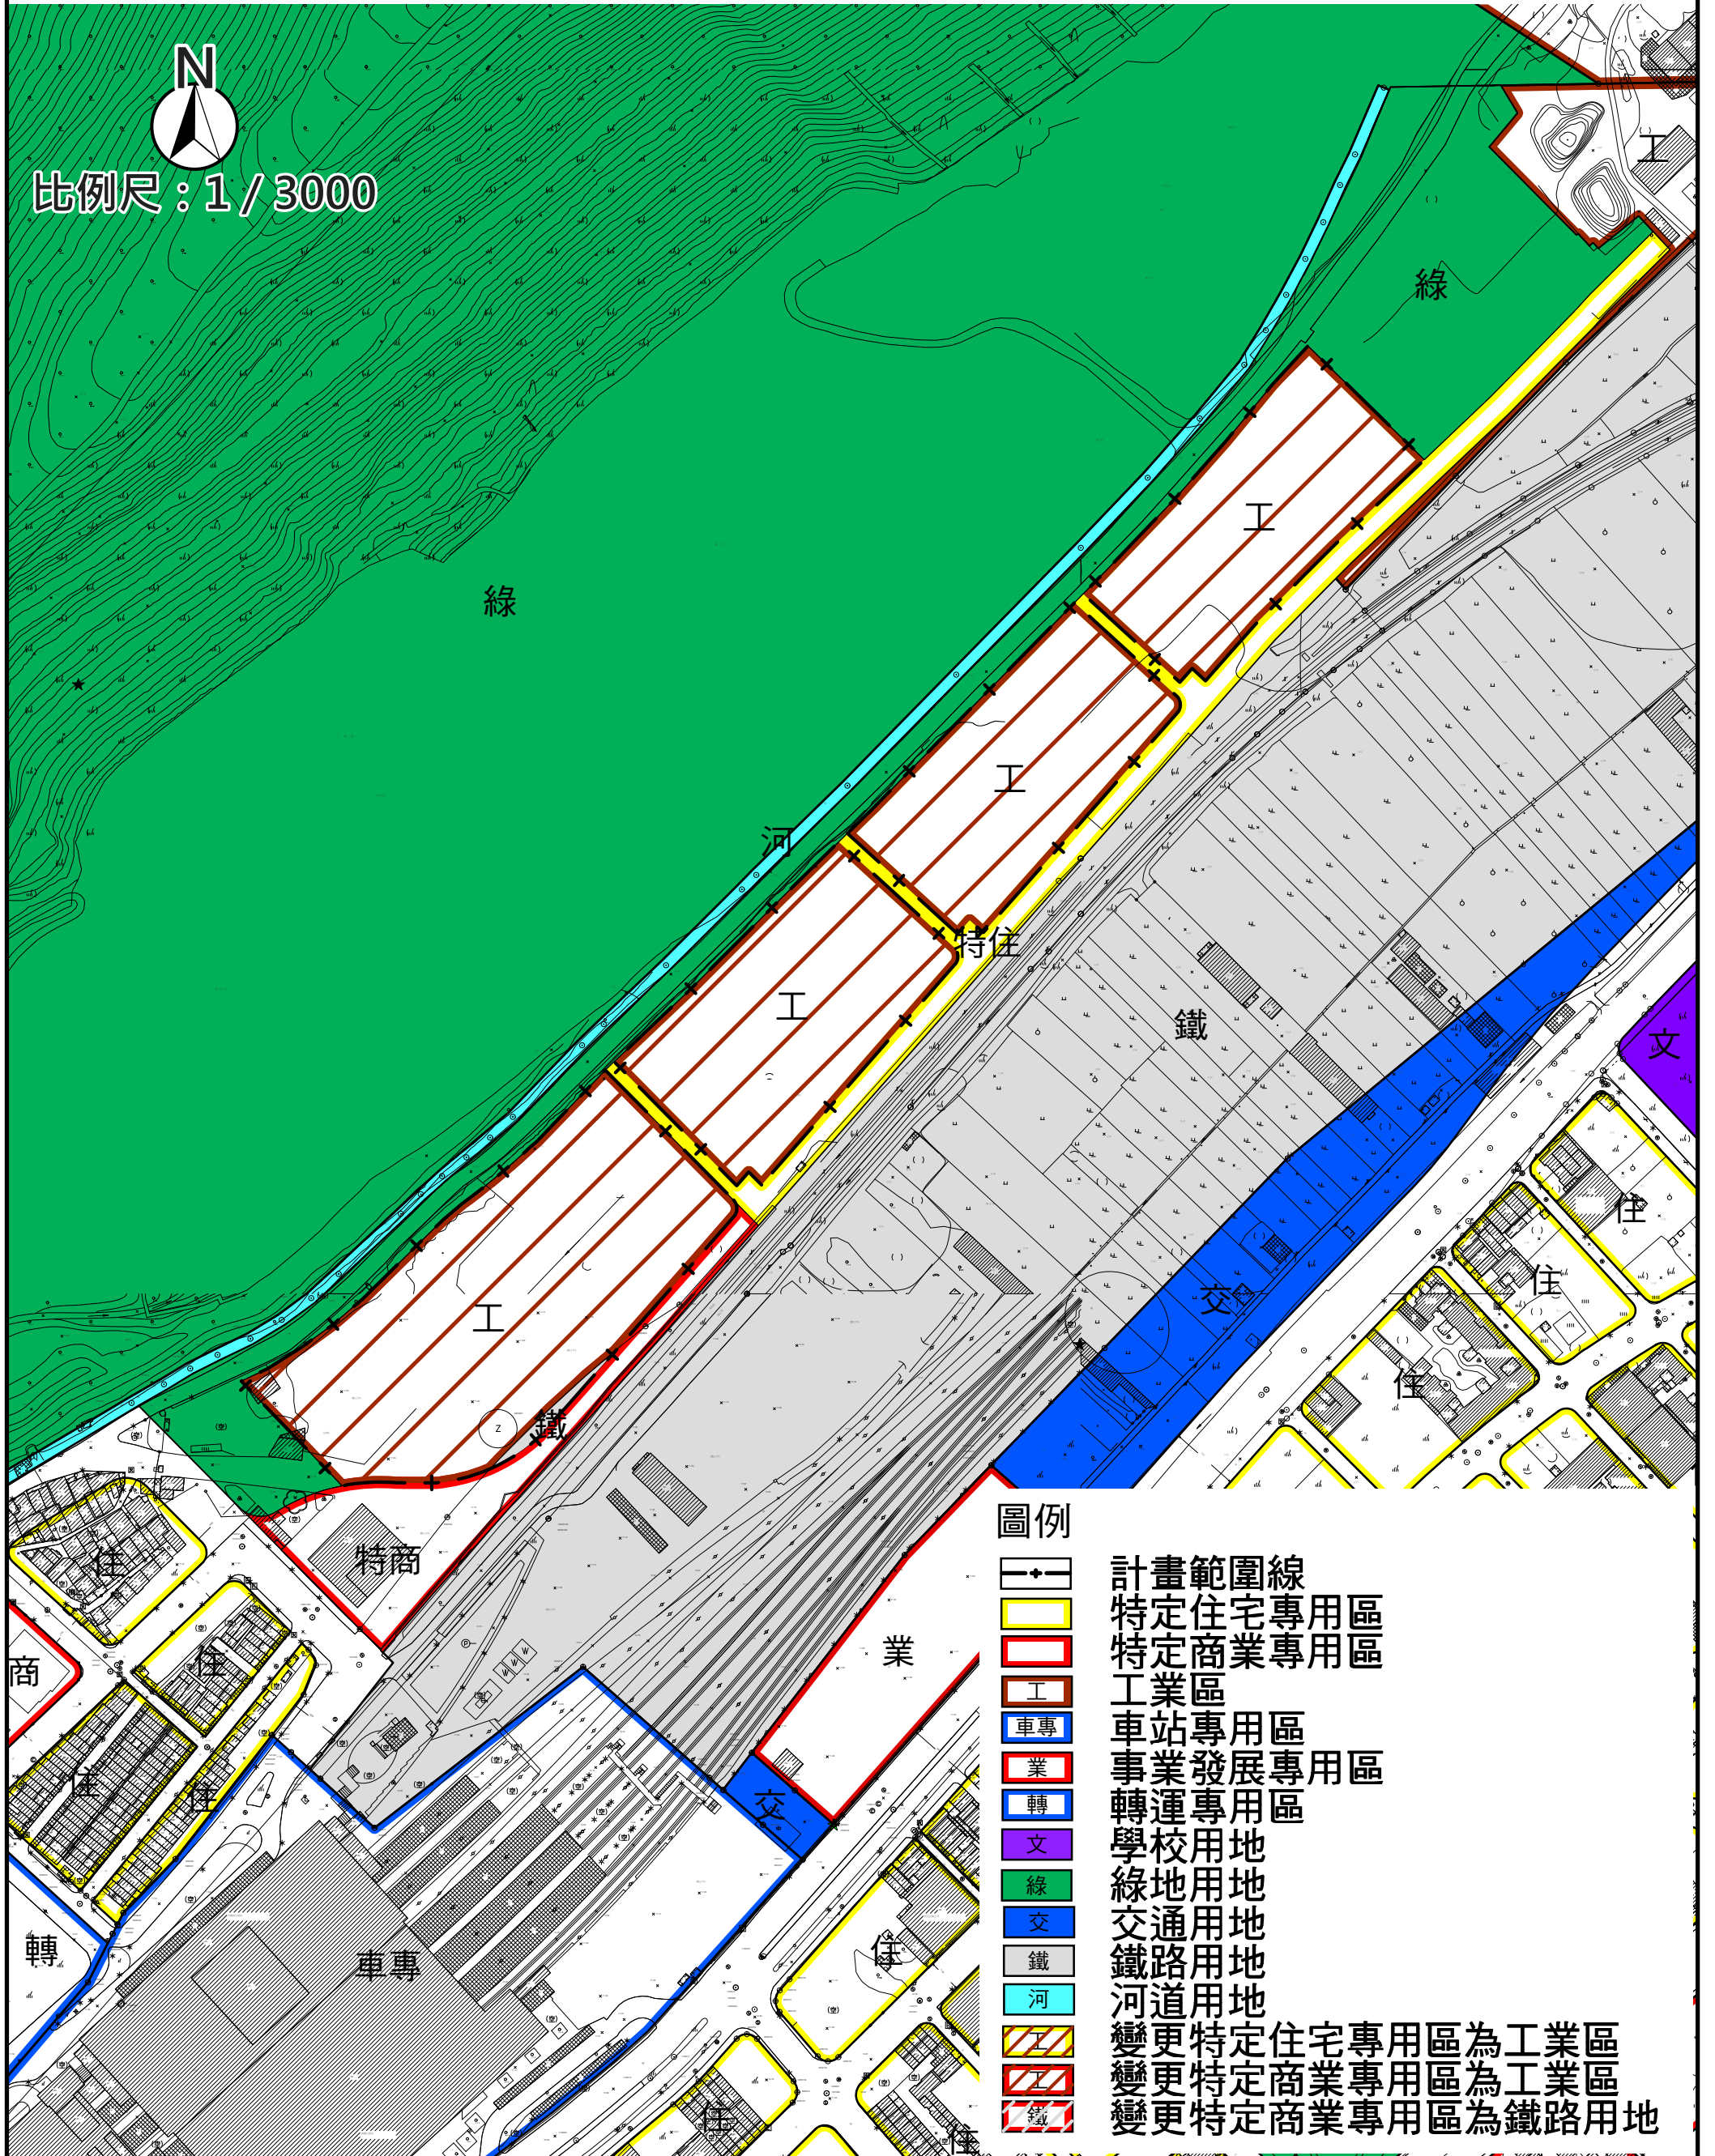 N
比例尺：1 / 3000
工
綠
工
綠
工
河
特住
工
鐵
文
住
住
工
交
住
鐵
特商
住
業
住
商
住
住
交
轉
車專
住
住
住
Z
圖例
計畫範圍線
特定住宅專用區
特定商業專用區
工 工業區
車專 車站專用區
業 事業發展專用區
轉 轉運專用區
文 學校用地
綠 綠地用地
交 交通用地
鐵 鐵路用地
河 河道用地
工 變更特定住宅專用區為工業區
工 變更特定商業專用區為工業區
鐵 變更特定商業專用區為鐵路用地